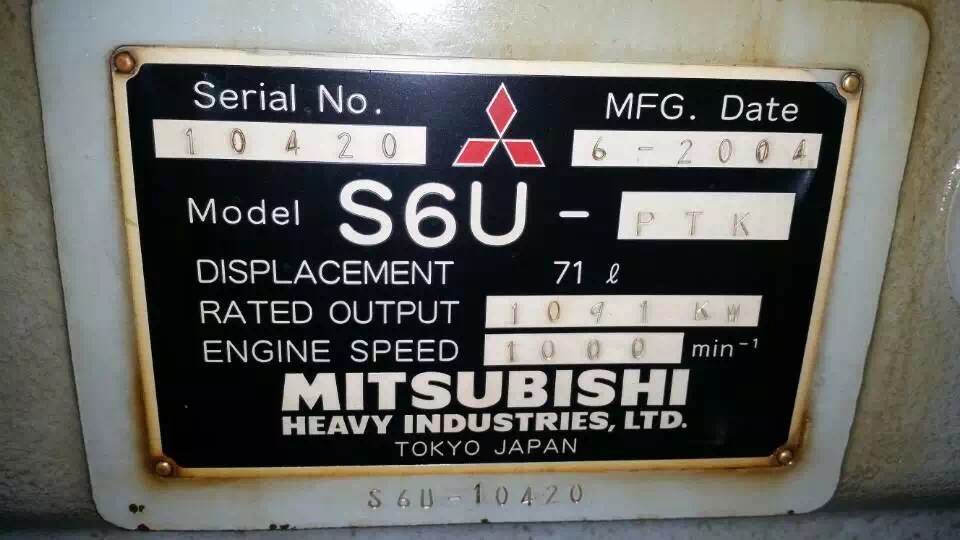 Serial No. MFG. Date
10420 6-2004
Model S6U - PTK
DISPLACEMENT 71 ℓ
RATED OUTPUT 1091 KW
ENGINE SPEED 1000 min⁻¹
MITSUBISHI
HEAVY INDUSTRIES, LTD.
TOKYO JAPAN
S6U-10420